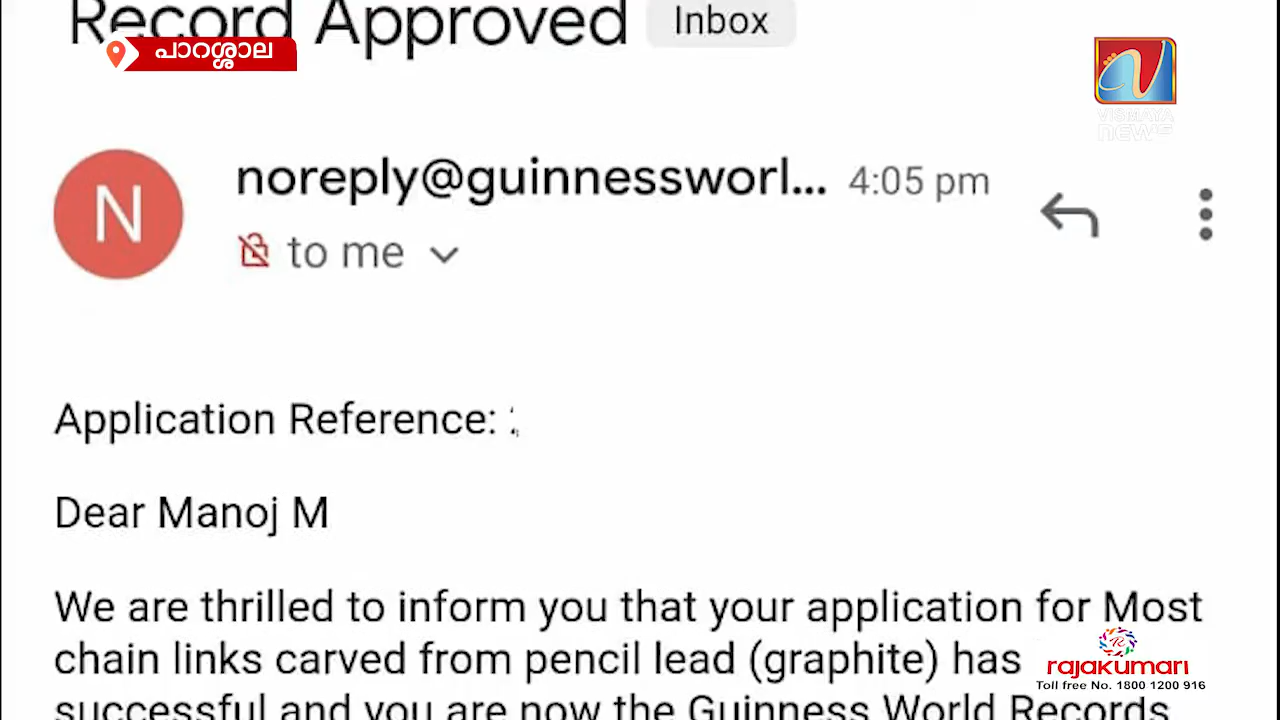 Record Approved Inbox
പാറശ്ശാല
VISMAYA
news
N
noreply@guinnessworl... 4:05 pm
to me
Application Reference:
Dear Manoj M
We are thrilled to inform you that your application for Most
chain links carved from pencil lead (graphite) has
successful and you are now the Guinness World Records
rajakumari
Toll free No. 1800 1200 916